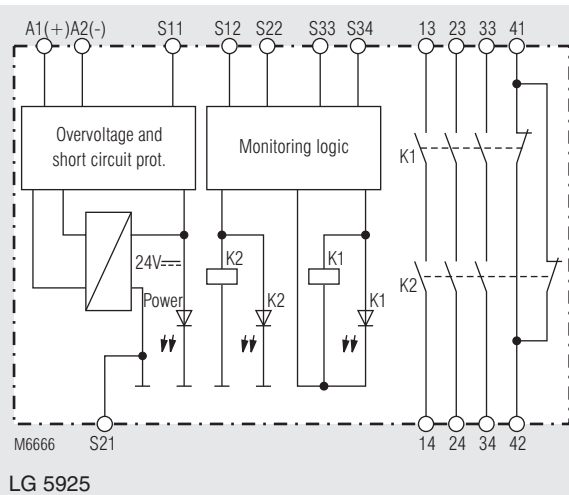 A1(+)A2(-) S11 S12 S22 S33 S34 13 23 33 41
Overvoltage and
short circuit prot.
Monitoring logic
K1
24V K2 K1
K2
Power K2 K1
M6666 S21 14 24 34 42
LG 5925